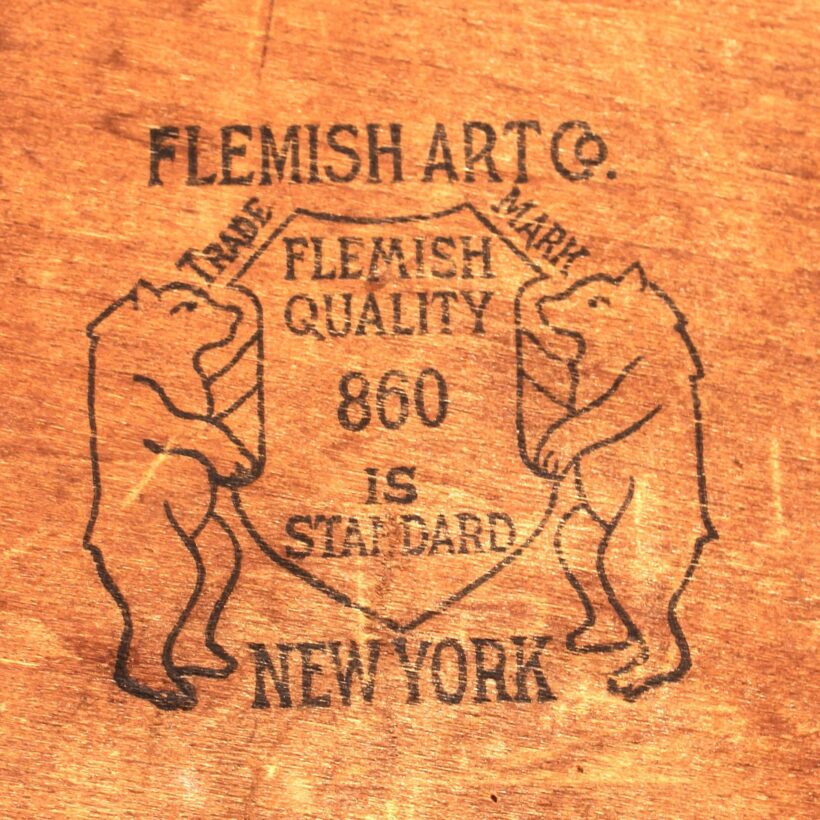 FLEMISH ART CO.
TRADE MARK
FLEMISH
QUALITY
860
IS
STANDARD
NEW YORK